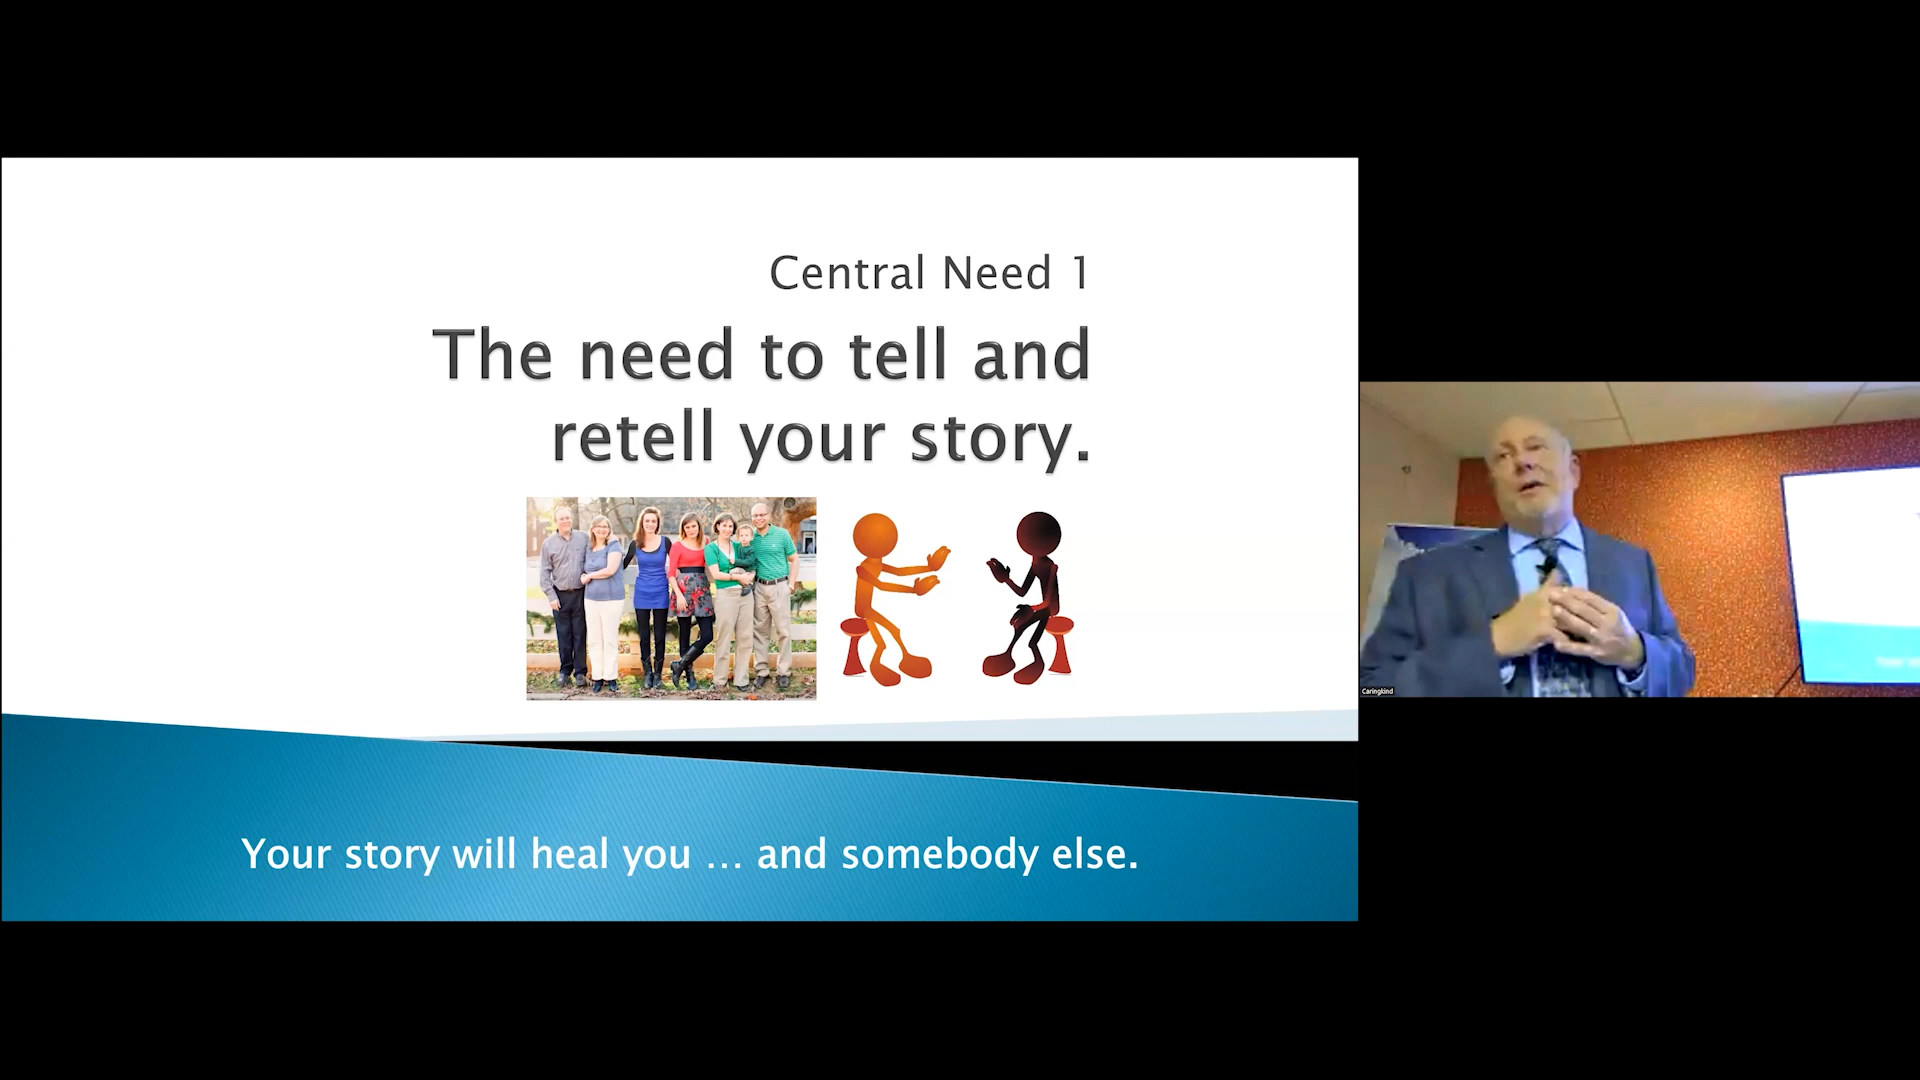 Central Need 1
The need to tell and
retell your story.
Your story will heal you ... and somebody else.
Caringkind